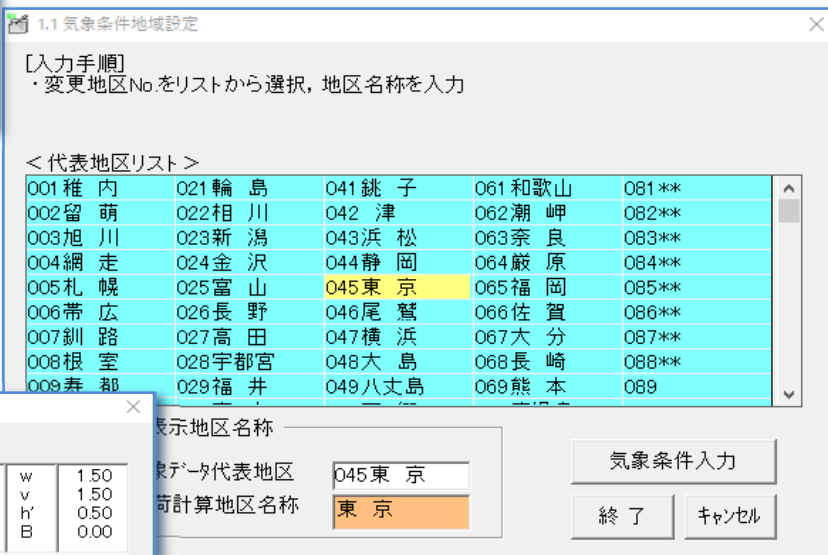 1.1 気象条件地域設定
[入力手順]
・変更地区No.をリストから選択, 地区名称を入力
<代表地区リスト>
001稚 内 021輪 島 041銚 子 061和歌山 081**
002留 萌 022相 川 042 津 062潮 岬 082**
003旭 川 023新 潟 043浜 松 063奈 良 083**
004網 走 024金 沢 044静 岡 064厳 原 084**
005札 幌 025富 山 045東 京 065福 岡 085**
006帯 広 026長 野 046尾 鷲 066佐 賀 086**
007釧 路 027高 田 047横 浜 067大 分 087**
008根 室 028宇都宮 048大 島 068長 崎 088**
009寿 都 029福 井 049八丈島 069熊 本 089
表示地区名称
象データ代表地区 045東 京
荷計算地区名称 東 京
気象条件入力
終 了 キャンセル
w 1.50
v 1.50
h' 0.50
B 0.00